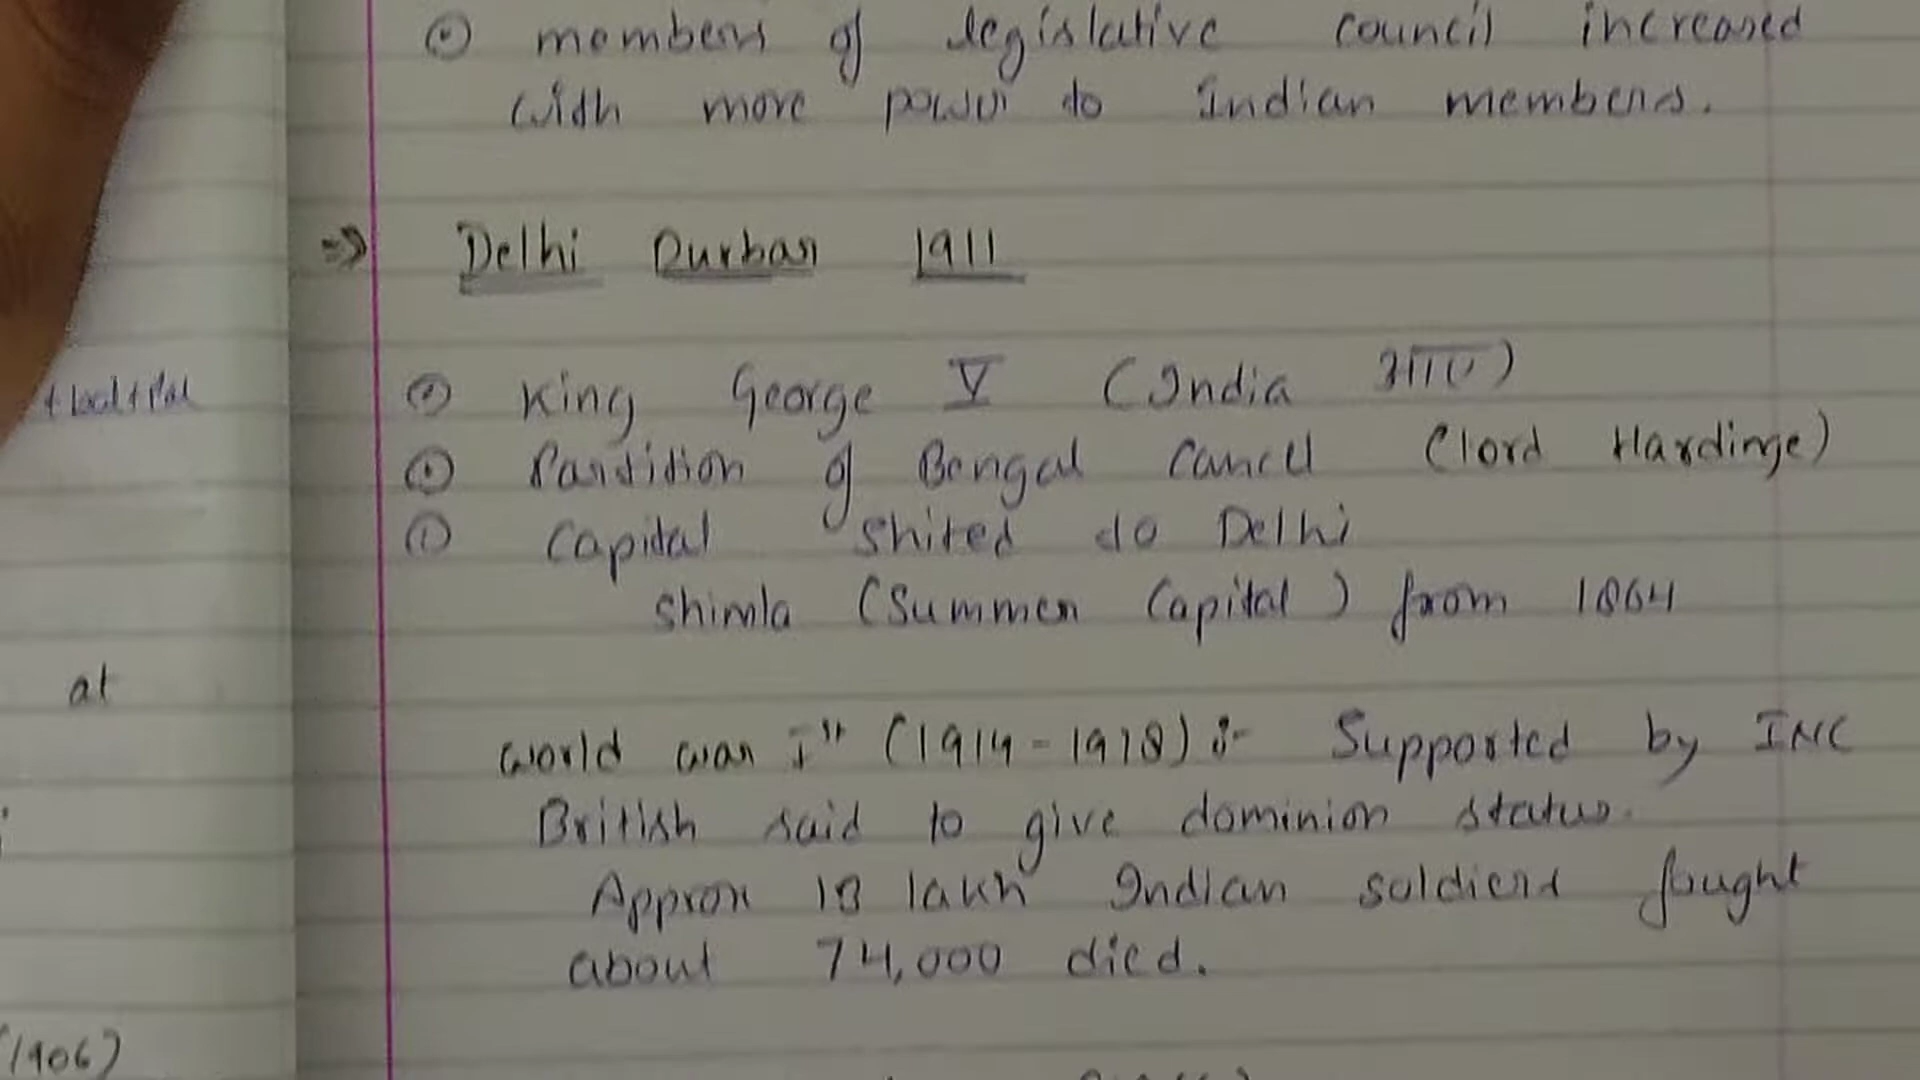 members of legislative council increased
with more power to Indian members.
⇒ Delhi Durbar 1911
King George V (India आए)
Partition of Bengal cancel (lord Hardinge)
Capital shited to Delhi
Shimla (Summer Capital) from 1864
at
world war Ist (1914-1918) :- Supported by INC
British said to give dominion status.
Approx 13 lakh Indian soldiers fought
about 74,000 died.
(1906)